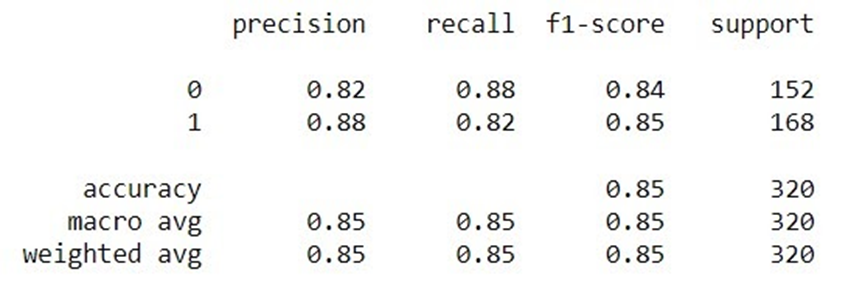 precision recall f1-score support
0 0.82 0.88 0.84 152
1 0.88 0.82 0.85 168
accuracy 0.85 320
macro avg 0.85 0.85 0.85 320
weighted avg 0.85 0.85 0.85 320